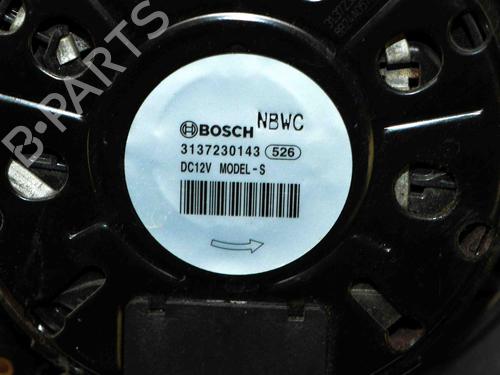 BOSCH NBWC
3137230143 526
DC12V MODEL-S
B-PARTS